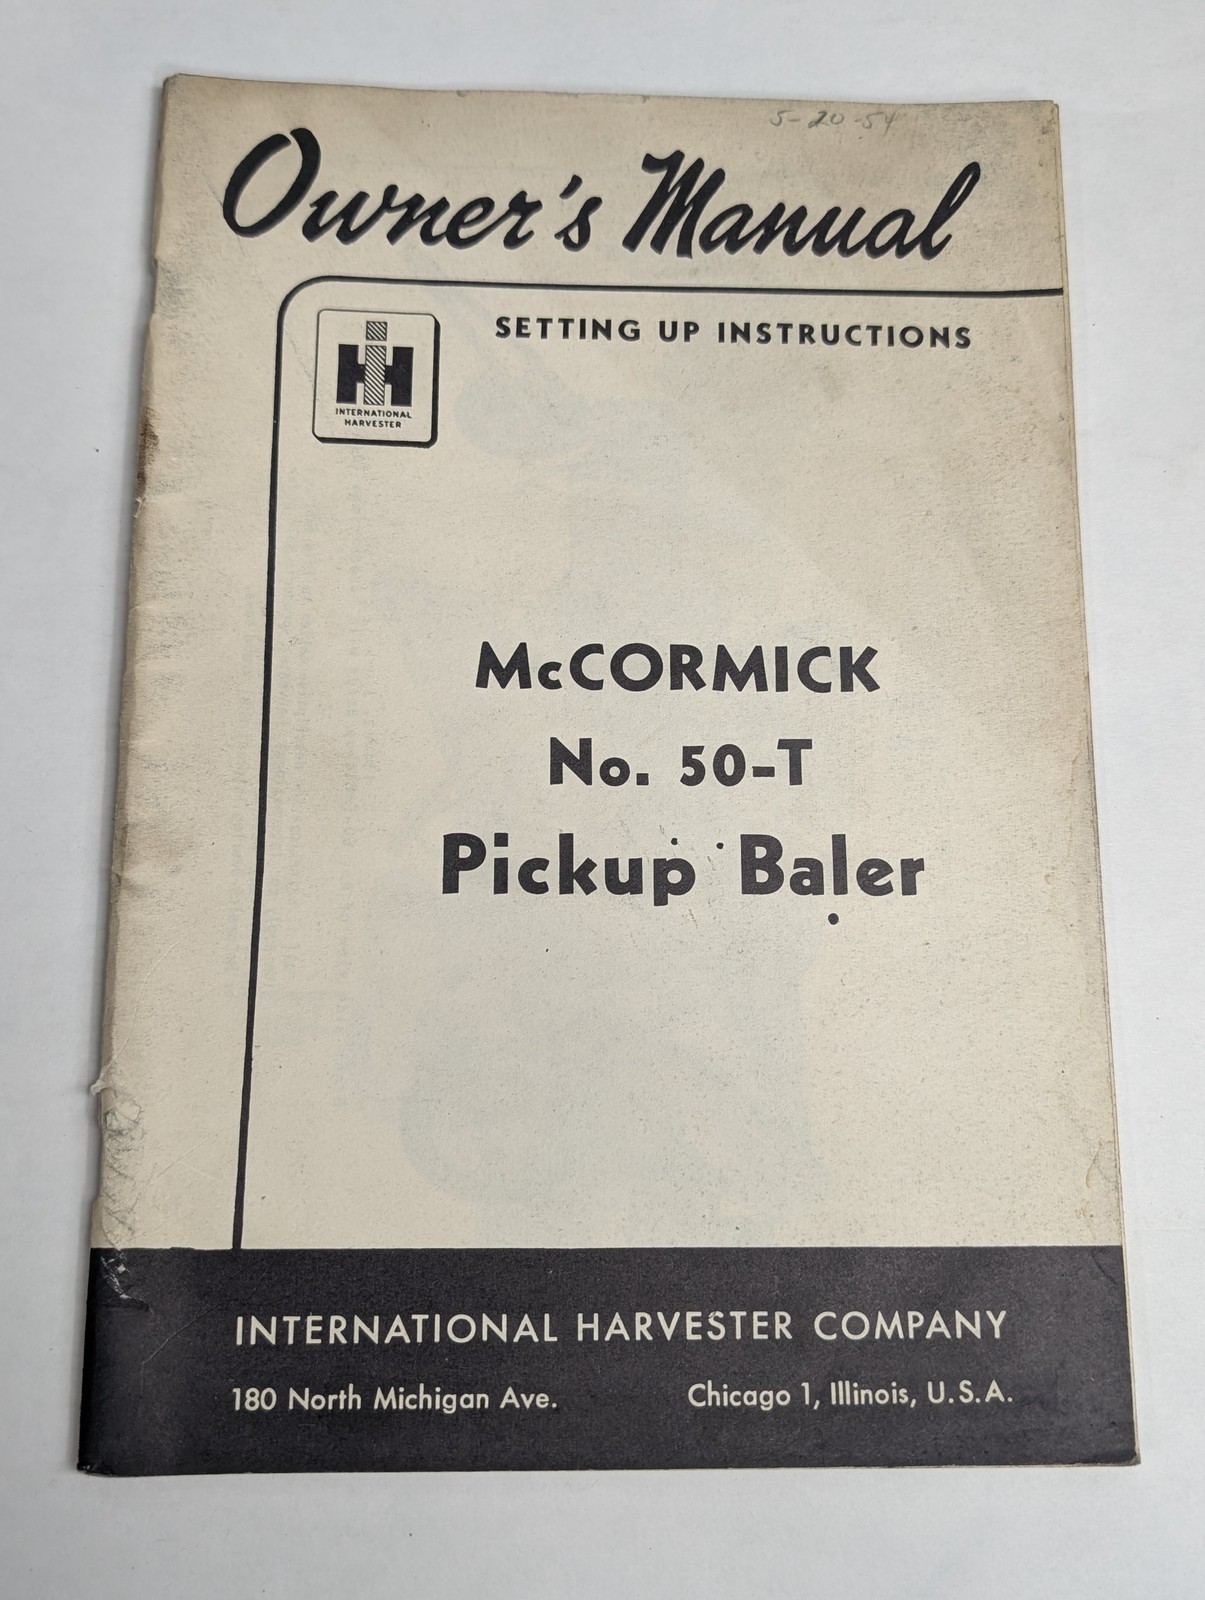 5-20-54
Owner's Manual
SETTING UP INSTRUCTIONS
IH
INTERNATIONAL
HARVESTER
McCORMICK
No. 50-T
Pickup Baler
INTERNATIONAL HARVESTER COMPANY
180 North Michigan Ave. Chicago 1, Illinois, U.S.A.